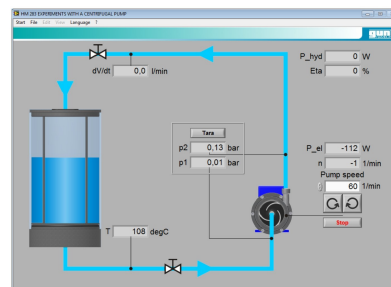 HM 283 EXPERIMENTS WITH A CENTRIFUGAL PUMP
Start File Edit View Language ?
P_hyd 0 W
Eta 0 %
dV/dt 0,0 l/min
Tara
p2 0,13 bar
p1 0,01 bar
P_el -112 W
n -1 1/min
Pump speed
60 1/min
Stop
T 108 degC